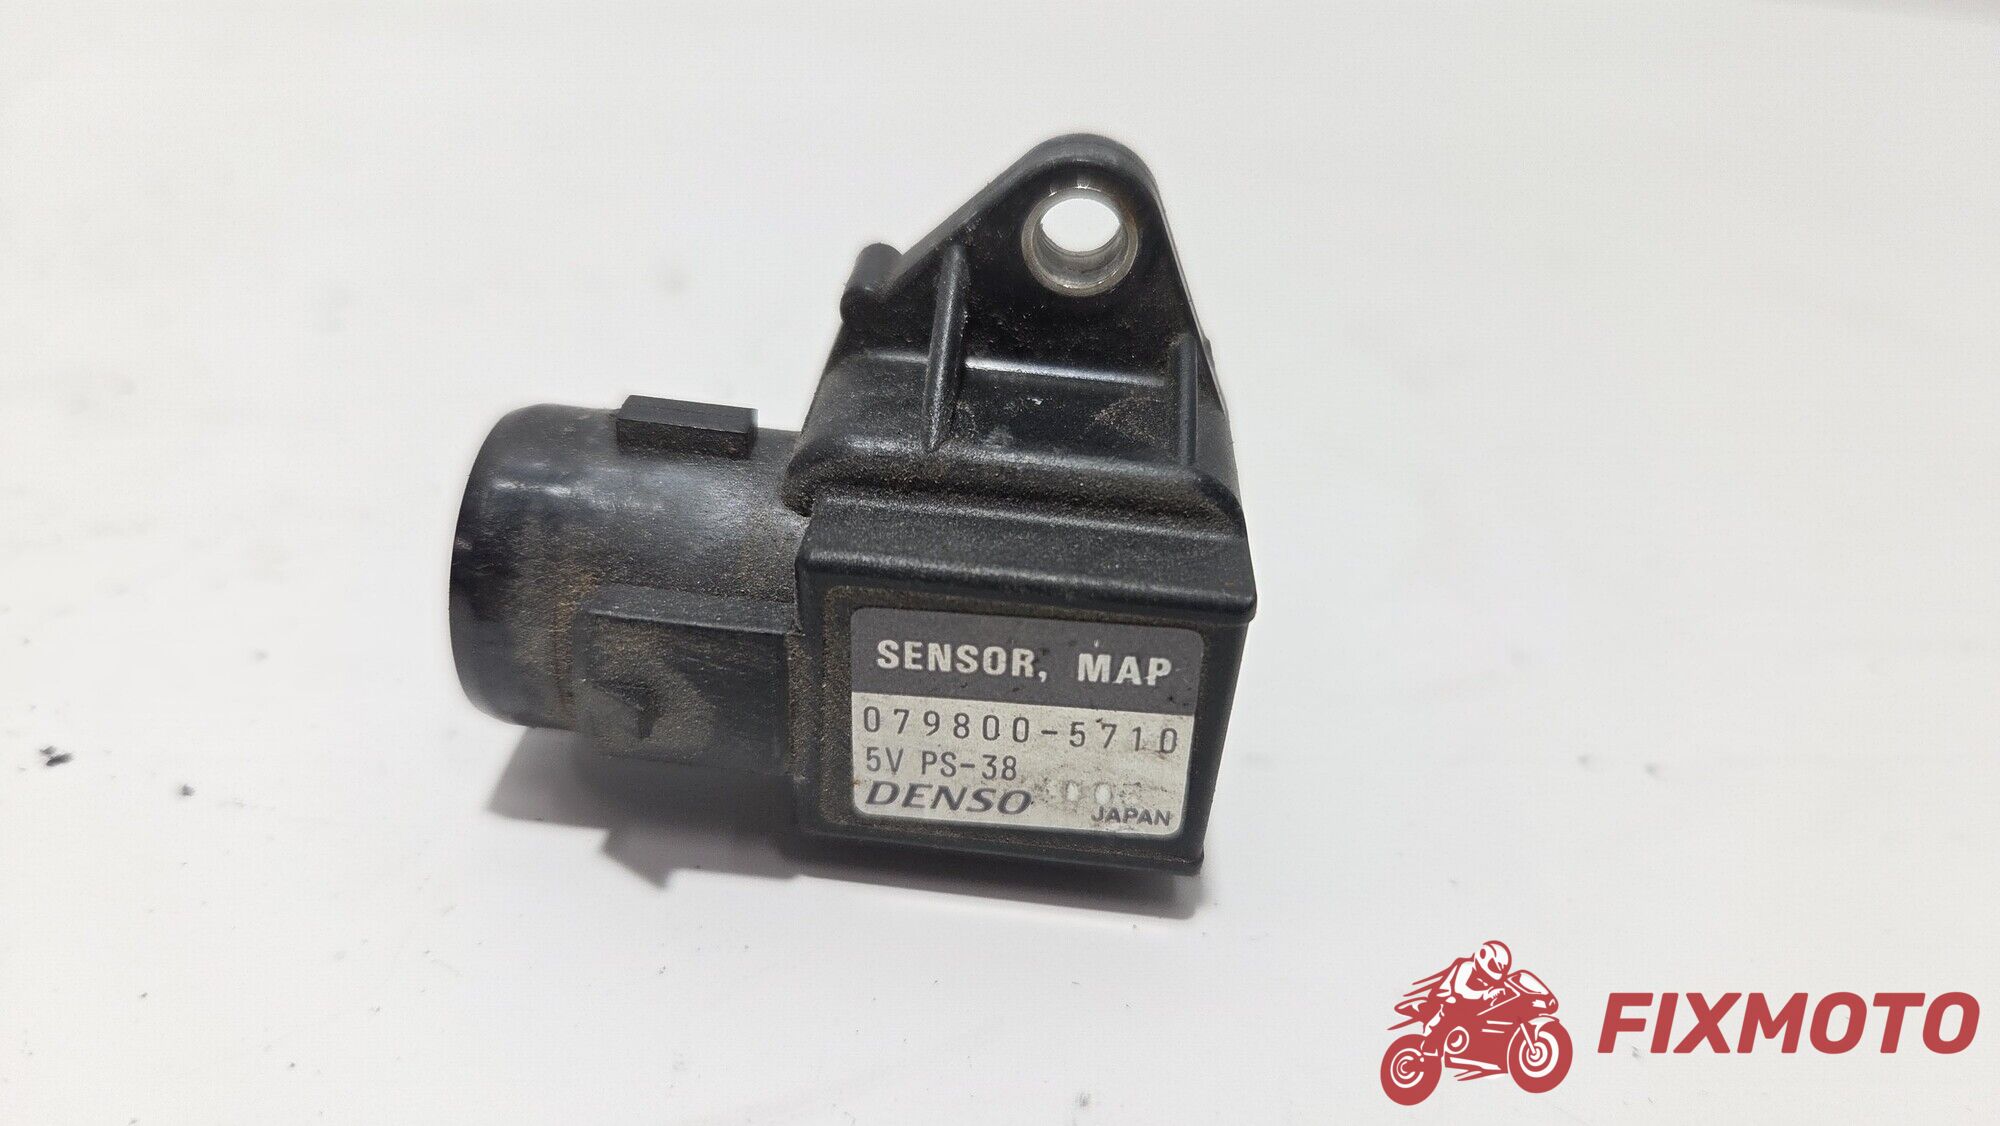 SENSOR, MAP
079800-5710
5V PS-38
DENSO
JAPAN
FIXMOTO